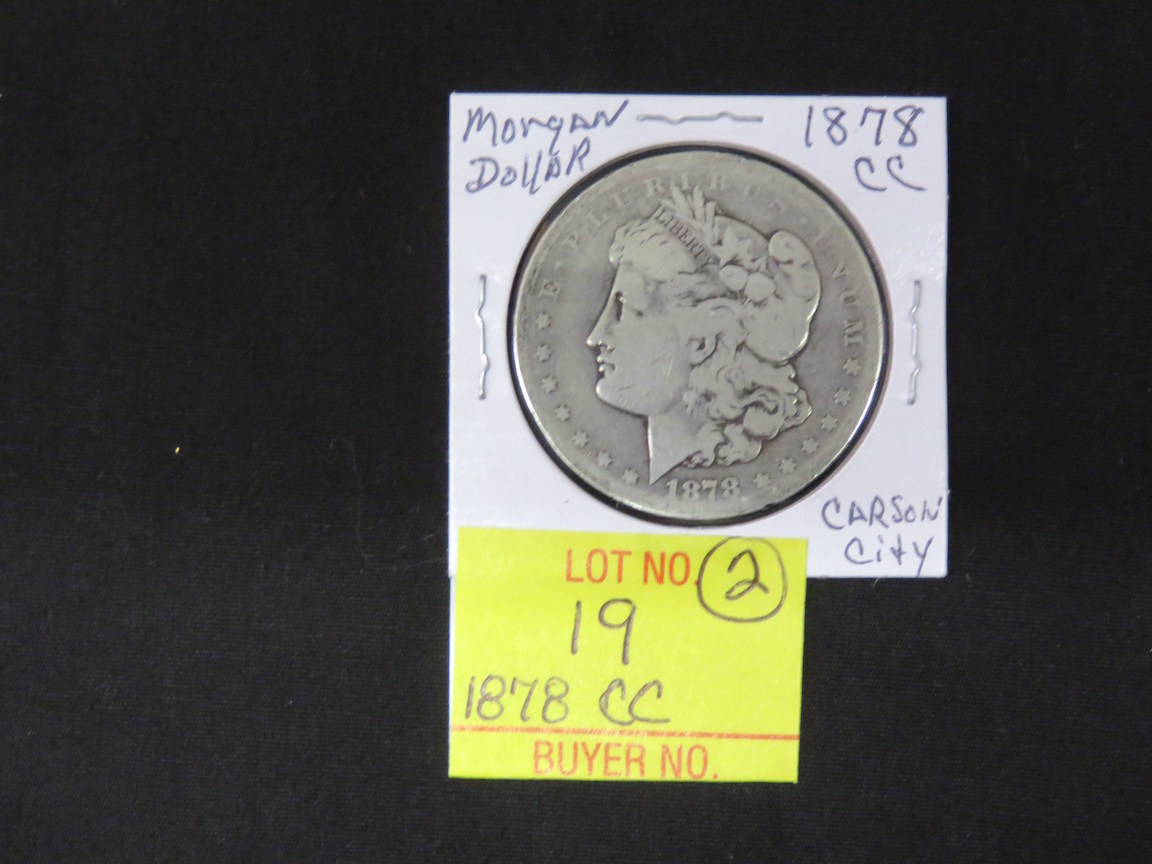 Morgan
Dollar
1878
CC
E · PLURIBUS · UNUM
LIBERTY
1878
CARSON
City
LOT NO. 2
19
1878 CC
BUYER NO.